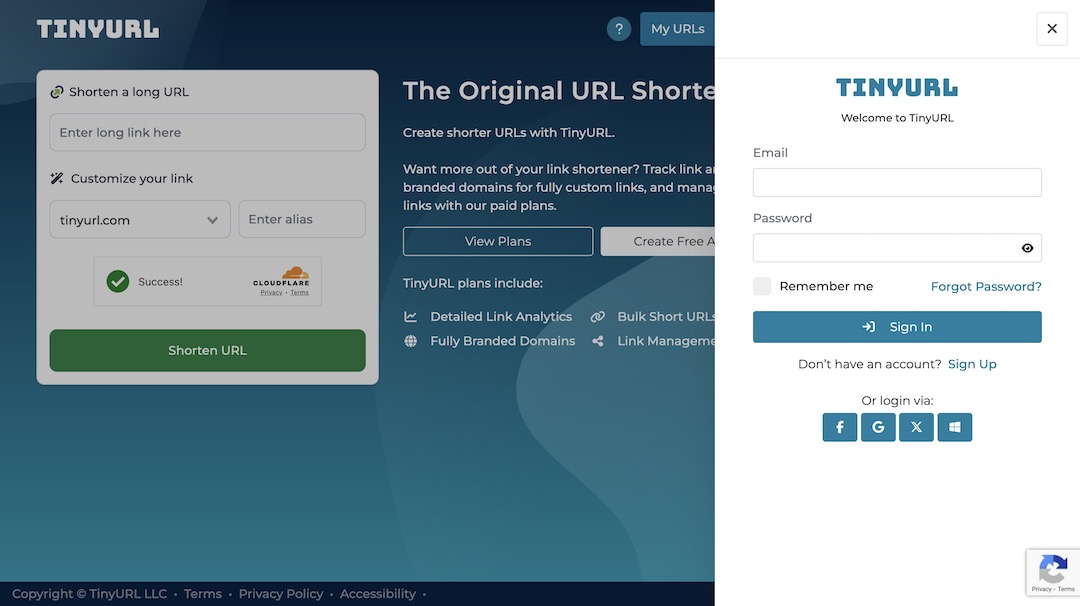 TINYURL
?
My URLs
Shorten a long URL
Enter long link here
Customize your link
tinyurl.com
Enter alias
Success!
CLOUDFLARE
Privacy • Terms
Shorten URL
The Original URL Shorte
Create shorter URLs with TinyURL.
Want more out of your link shortener? Track link a
branded domains for fully custom links, and manag
links with our paid plans.
View Plans
Create Free A
TinyURL plans include:
Detailed Link Analytics
Bulk Short URLs
Fully Branded Domains
Link Manageme
TINYURL
Welcome to TinyURL
Email
Password
Remember me
Forgot Password?
Sign In
Don’t have an account? Sign Up
Or login via:
Privacy - Terms
Copyright © TinyURL LLC • Terms • Privacy Policy • Accessibility •